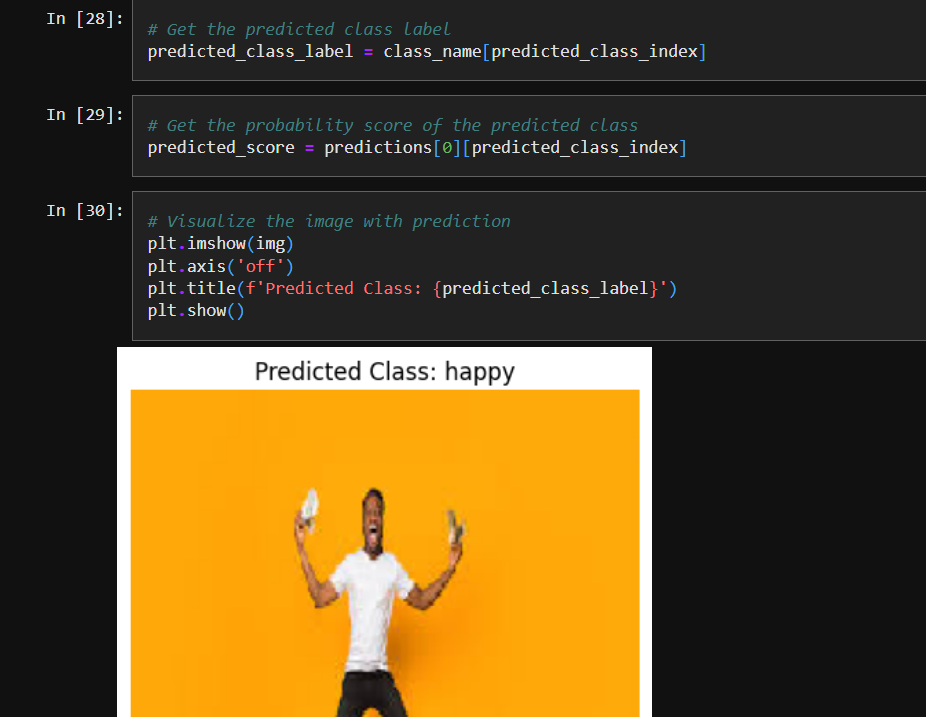 In [28]:
# Get the predicted class label
predicted_class_label = class_name[predicted_class_index]
In [29]:
# Get the probability score of the predicted class
predicted_score = predictions[0][predicted_class_index]
In [30]:
# Visualize the image with prediction
plt.imshow(img)
plt.axis('off')
plt.title(f'Predicted Class: {predicted_class_label}')
plt.show()
Predicted Class: happy